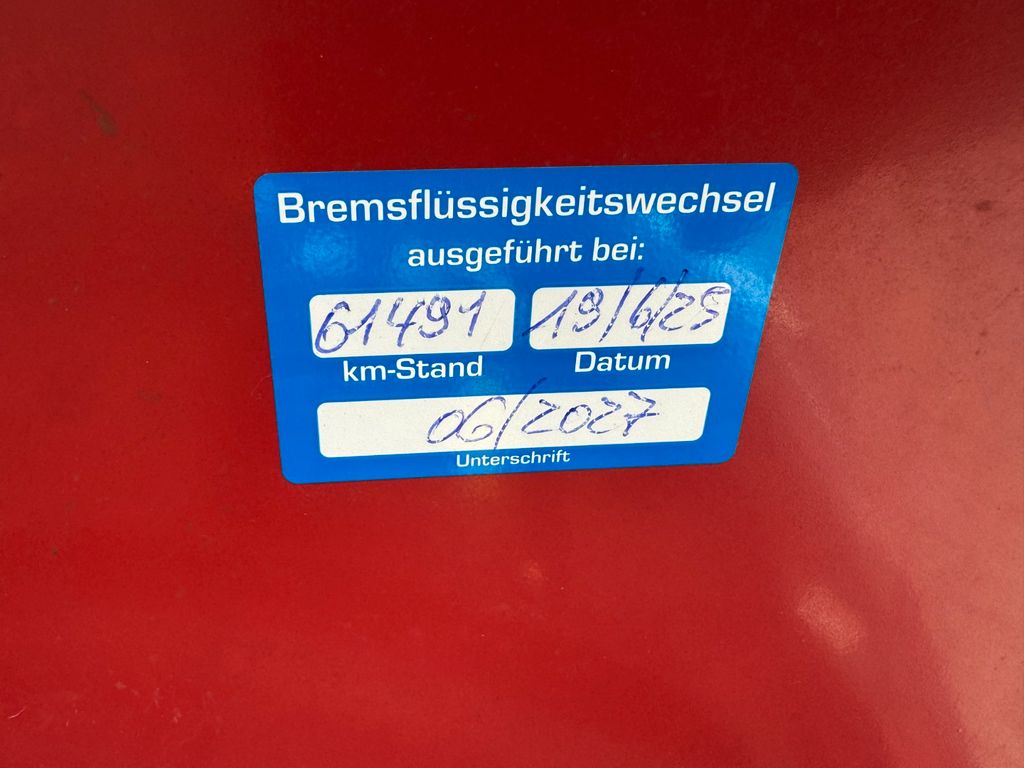 Bremsflüssigkeitswechsel
ausgeführt bei:
61491 19/6/25
km-Stand Datum
06/2027
Unterschrift